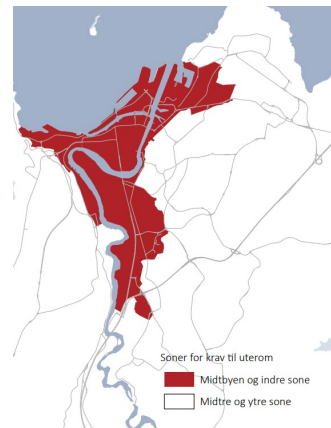 Soner for krav til uterom
Midtbyen og indre sone
Midtre og ytre sone